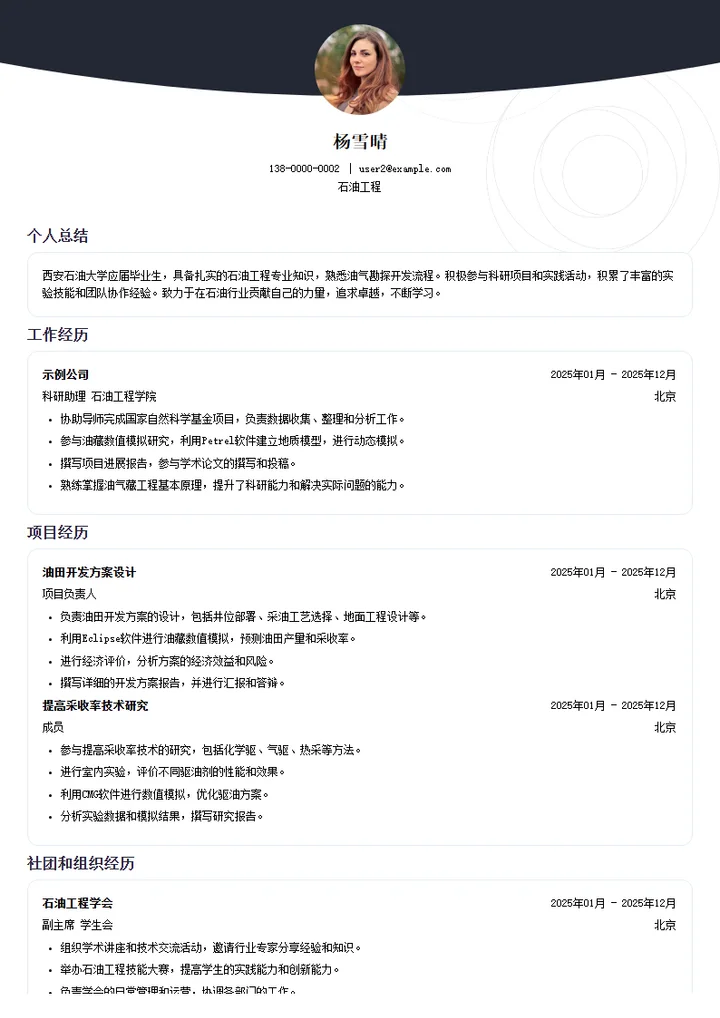 杨雪晴
138-0000-0002 | user2@example.com
石油工程
个人总结
西安石油大学应届毕业生，具备扎实的石油工程专业知识，熟悉油气勘探开发流程。积极参与科研项目和实践活动，积累了丰富的实
验技能和团队协作经验。致力于在石油行业贡献自己的力量，追求卓越，不断学习。
工作经历
示例公司 2025年01月 - 2025年12月
科研助理 石油工程学院 北京
• 协助导师完成国家自然科学基金项目，负责数据收集、整理和分析工作。
• 参与油藏数值模拟研究，利用Petrel软件建立地质模型，进行动态模拟。
• 撰写项目进展报告，参与学术论文的撰写和投稿。
• 熟练掌握油气藏工程基本原理，提升了科研能力和解决实际问题的能力。
项目经历
油田开发方案设计 2025年01月 - 2025年12月
项目负责人 北京
• 负责油田开发方案的设计，包括井位部署、采油工艺选择、地面工程设计等。
• 利用Eclipse软件进行油藏数值模拟，预测油田产量和采收率。
• 进行经济评价，分析方案的经济效益和风险。
• 撰写详细的开发方案报告，并进行汇报和答辩。
提高采收率技术研究 2025年01月 - 2025年12月
成员 北京
• 参与提高采收率技术的研究，包括化学驱、气驱、热采等方法。
• 进行室内实验，评价不同驱油剂的性能和效果。
• 利用CMG软件进行数值模拟，优化驱油方案。
• 分析实验数据和模拟结果，撰写研究报告。
社团和组织经历
石油工程学会 2025年01月 - 2025年12月
副主席 学生会 北京
• 组织学术讲座和技术交流活动，邀请行业专家分享经验和知识。
• 举办石油工程技能大赛，提高学生的实践能力和创新能力。
• 负责学会的日常管理和运营，协调各部门的工作。